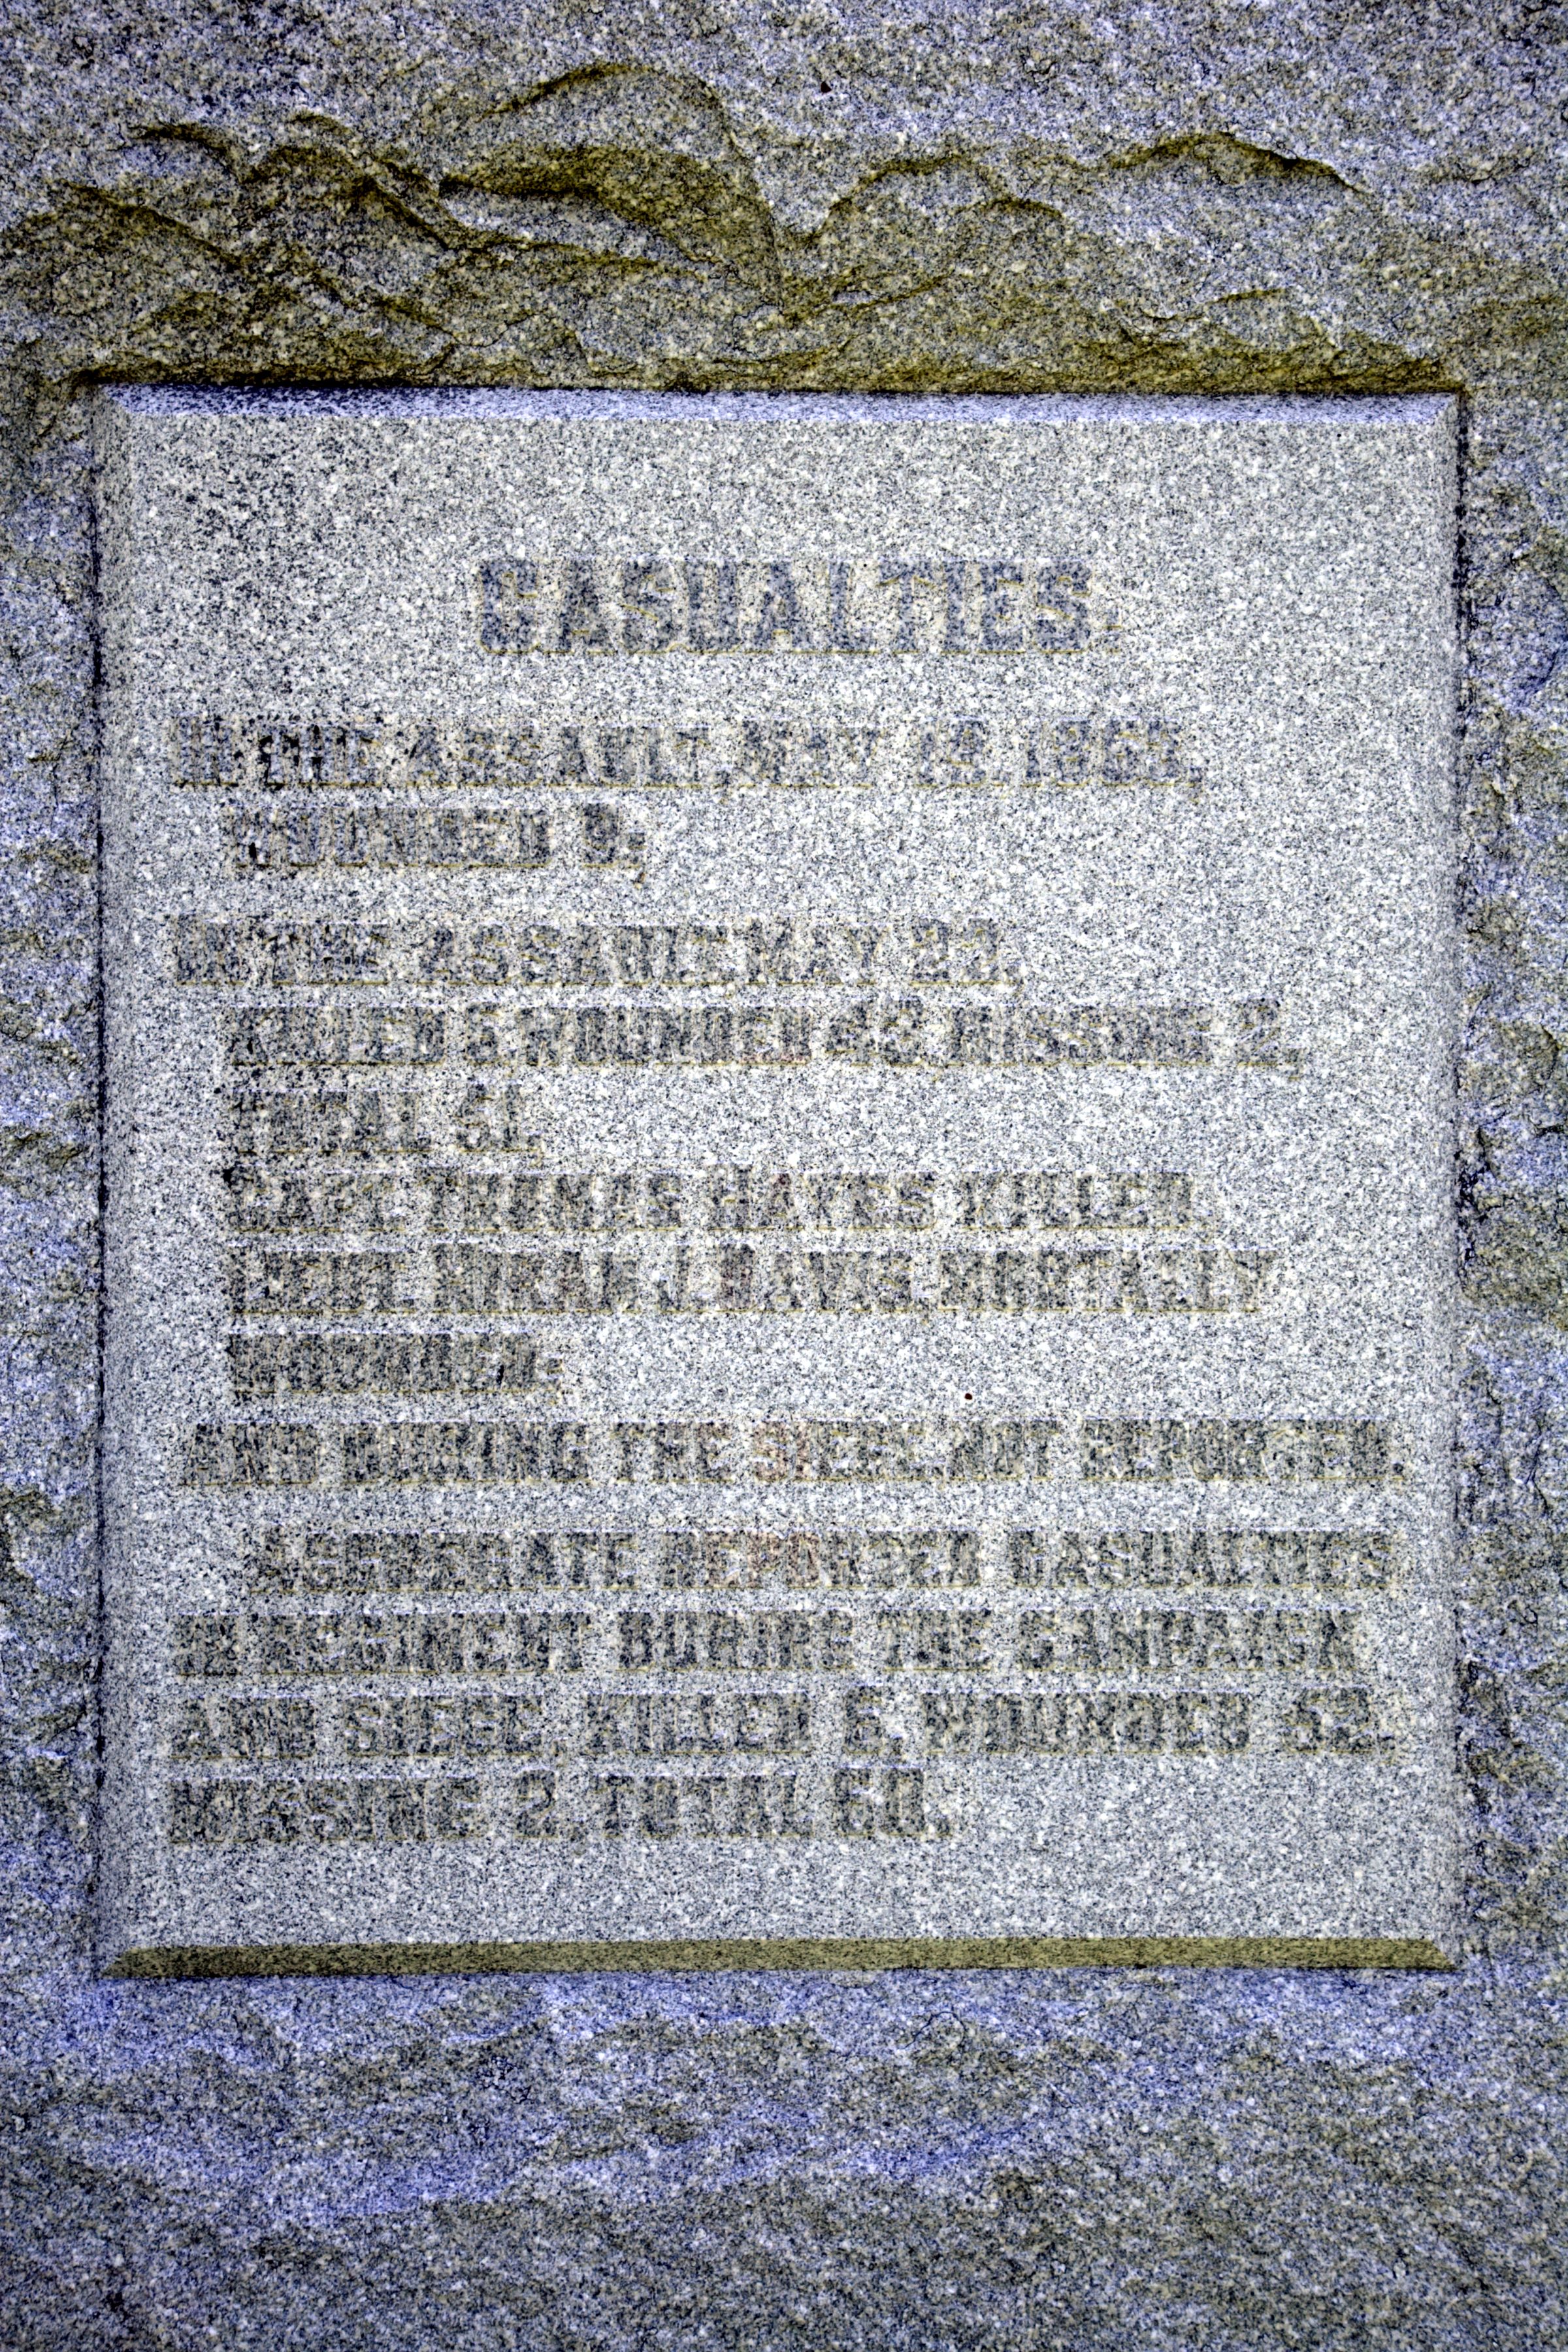 CASUALTIES.
IN THE ASSAULT, MAY 19, 1863,
WOUNDED 9;
IN THE ASSAULT, MAY 22,
KILLED 6, WOUNDED 43, MISSING 2,
TOTAL 51,
CAPT. THOMAS HAYES KILLED,
LIEUT. MORTALLY
WOUNDED;
AND DURING THE SIEGE, NOT REPORTED.
AGGREGATE REPORTED CASUALTIES
IN REGIMENT DURING THE CAMPAIGN
AND SIEGE, KILLED 6, WOUNDED 52,
MISSING 2, TOTAL 60.